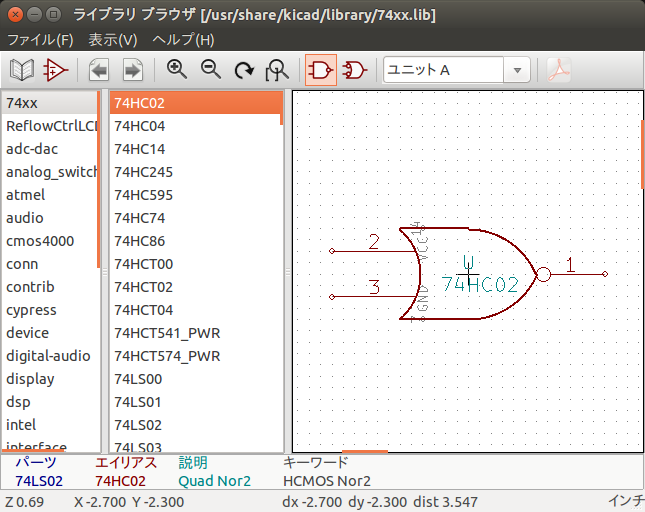 ライブラリ ブラウザ [/usr/share/kicad/library/74xx.lib]
ファイル(F) 表示(V) ヘルプ(H)
ユニット A
74xx
ReflowCtrlLC
adc-dac
analog_switch
atmel
audio
cmos4000
conn
contrib
cypress
device
digital-audio
display
dsp
intel
interface
74HC02
74HC04
74HC14
74HC245
74HC595
74HC74
74HC86
74HCT00
74HCT02
74HCT04
74HCT541_PWR
74HCT574_PWR
74LS00
74LS01
74LS02
74LS03
14
VCC
2
U
1
74HC02
3
GND
7
パーツ エイリアス 説明 キーワード
74LS02 74HC02 Quad Nor2 HCMOS Nor2
Z 0.69 X -2.700 Y -2.300 dx -2.700 dy -2.300 dist 3.547 インチ